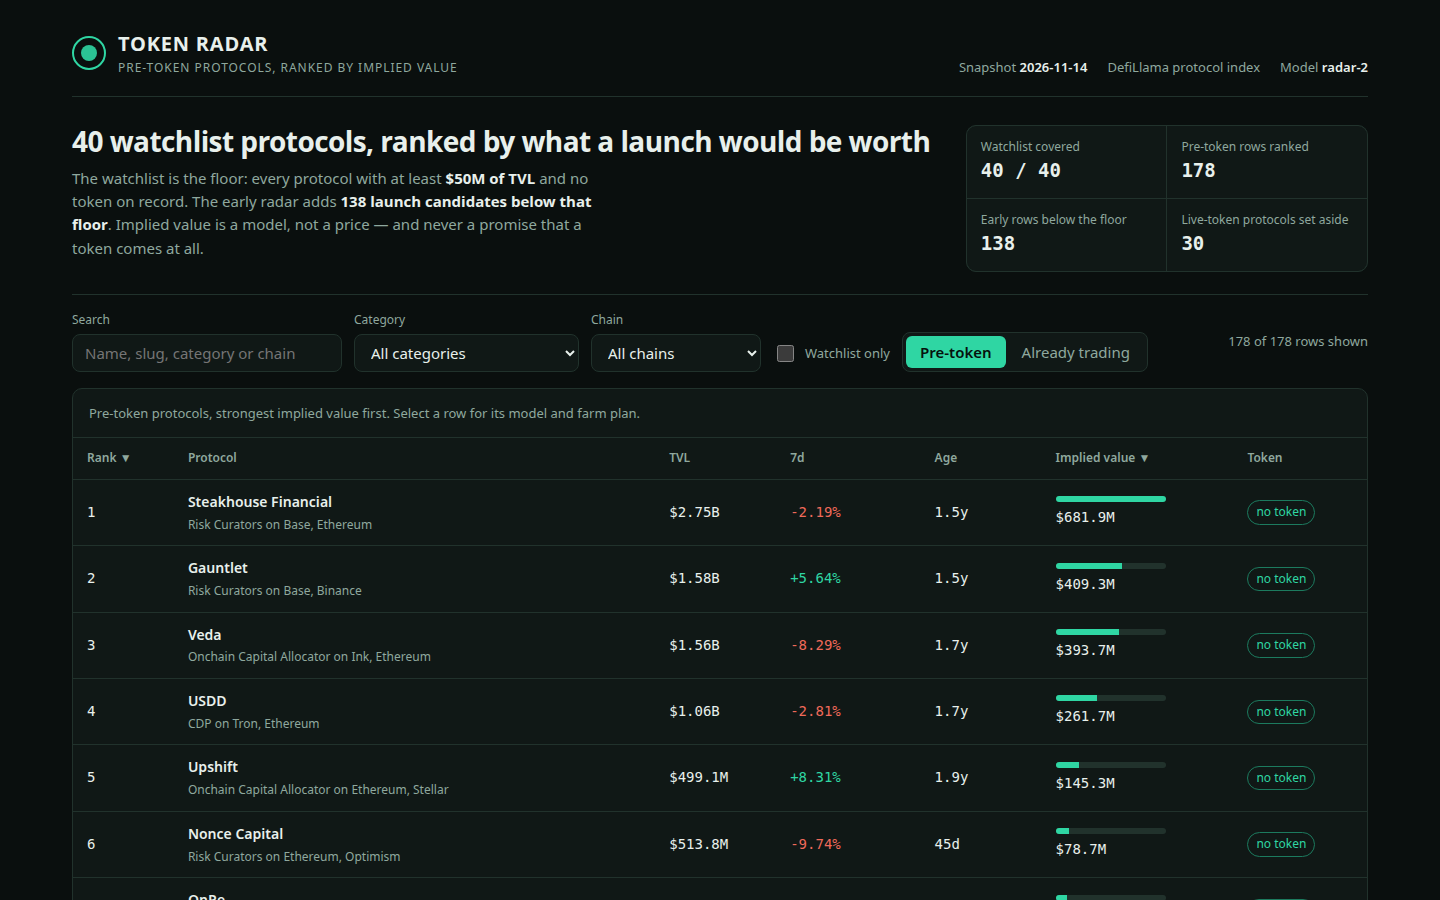 TOKEN RADAR
PRE-TOKEN PROTOCOLS, RANKED BY IMPLIED VALUE
Snapshot 2026-11-14 DefiLlama protocol index Model radar-2
40 watchlist protocols, ranked by what a launch would be worth
The watchlist is the floor: every protocol with at least $50M of TVL and no
token on record. The early radar adds 138 launch candidates below that
floor. Implied value is a model, not a price — and never a promise that a
token comes at all.
Watchlist covered
40 / 40
Pre-token rows ranked
178
Early rows below the floor
138
Live-token protocols set aside
30
Search
Name, slug, category or chain
Category
All categories
Chain
All chains
Watchlist only
Pre-token
Already trading
178 of 178 rows shown
Pre-token protocols, strongest implied value first. Select a row for its model and farm plan.
Rank ▼ Protocol TVL 7d Age Implied value ▼ Token
1 Steakhouse Financial $2.75B -2.19% 1.5y $681.9M no token
Risk Curators on Base, Ethereum
2 Gauntlet $1.58B +5.64% 1.5y $409.3M no token
Risk Curators on Base, Binance
3 Veda $1.56B -8.29% 1.7y $393.7M no token
Onchain Capital Allocator on Ink, Ethereum
4 USDD $1.06B -2.81% 1.7y $261.7M no token
CDP on Tron, Ethereum
5 Upshift $499.1M +8.31% 1.9y $145.3M no token
Onchain Capital Allocator on Ethereum, Stellar
6 Nonce Capital $513.8M -9.74% 45d $78.7M no token
Risk Curators on Ethereum, Optimism